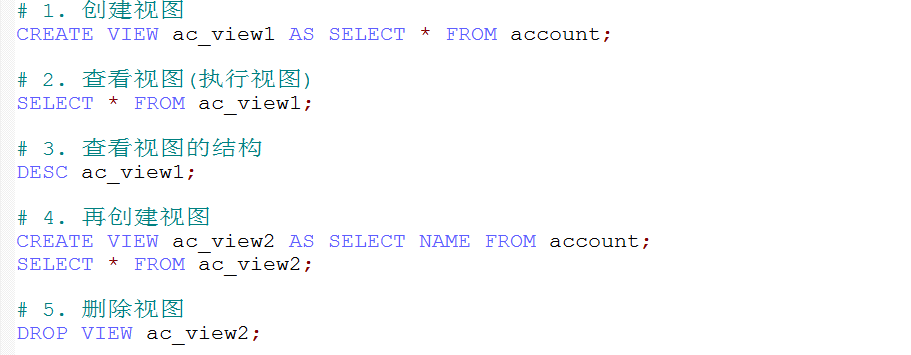 # 1. 创建视图
CREATE VIEW ac_view1 AS SELECT * FROM account;
# 2. 查看视图(执行视图)
SELECT * FROM ac_view1;
# 3. 查看视图的结构
DESC ac_view1;
# 4. 再创建视图
CREATE VIEW ac_view2 AS SELECT NAME FROM account;
SELECT * FROM ac_view2;
# 5. 删除视图
DROP VIEW ac_view2;